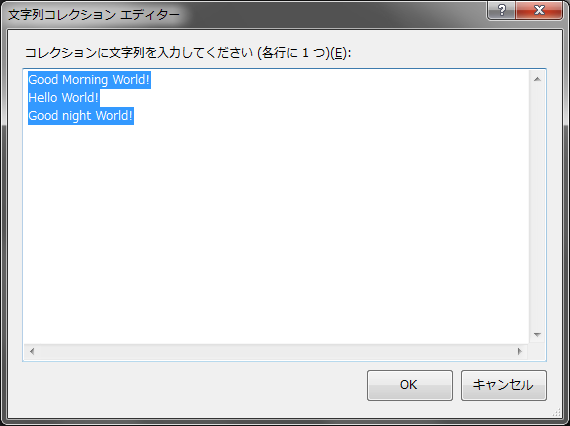 文字列コレクション エディター
?
コレクションに文字列を入力してください (各行に 1 つ)(E):
Good Morning World!
Hello World!
Good night World!
OK
キャンセル